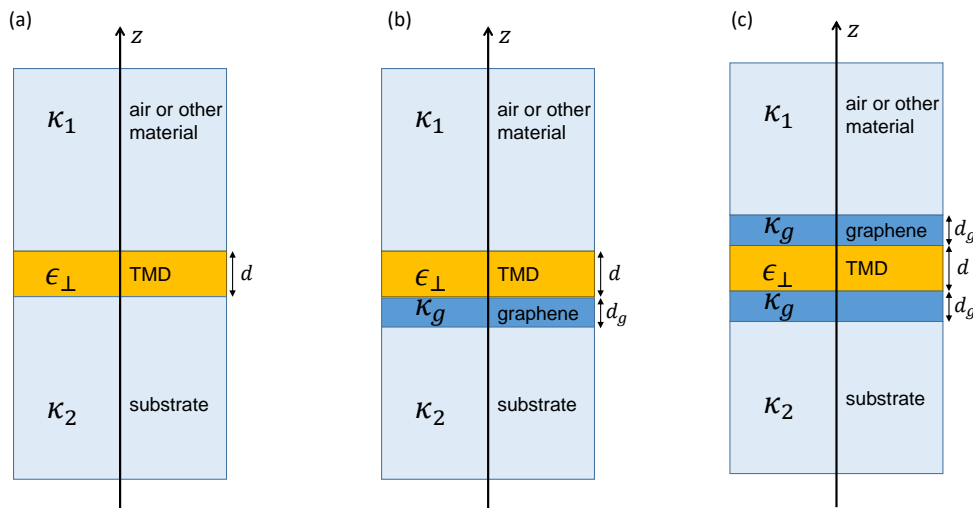 (a)
z
κ₁
air or other
material
ϵ⊥
TMD
d
κ₂
substrate
(b)
z
κ₁
air or other
material
ϵ⊥
TMD
d
κg
graphene
dg
κ₂
substrate
(c)
z
κ₁
air or other
material
κg
graphene
dg
ϵ⊥
TMD
d
κg
dg
κ₂
substrate